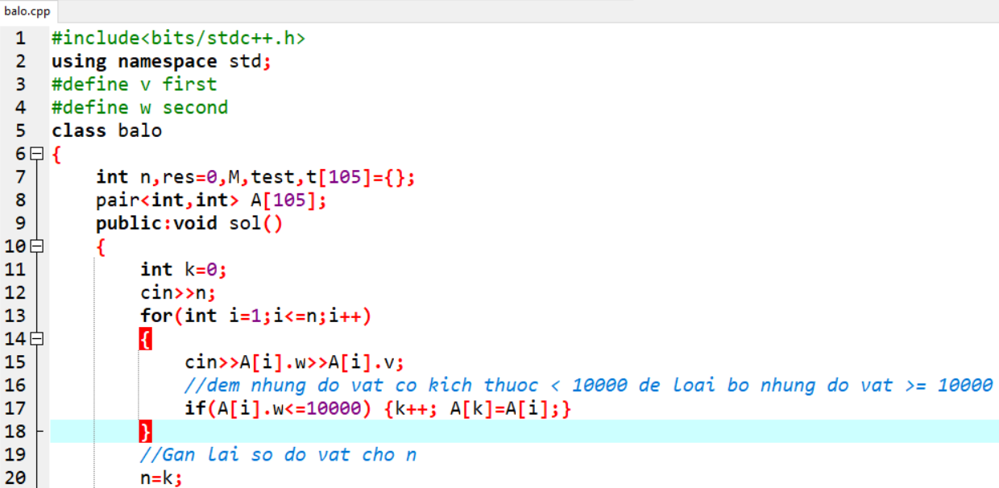 balo.cpp
1 #include<bits/stdc++.h>
2 using namespace std;
3 #define v first
4 #define w second
5 class balo
6 {
7 int n,res=0,M,test,t[105]={};
8 pair<int,int> A[105];
9 public:void sol()
10 {
11 int k=0;
12 cin>>n;
13 for(int i=1;i<=n;i++)
14 {
15 cin>>A[i].w>>A[i].v;
16 //dem nhung do vat co kich thuoc < 10000 de loai bo nhung do vat >= 10000
17 if(A[i].w<=10000) {k++; A[k]=A[i];}
18 }
19 //Gan lai so do vat cho n
20 n=k;